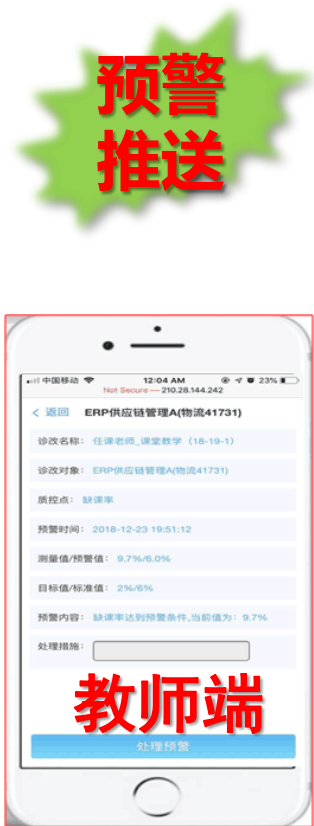 预警
推送
中国移动 12:04 AM 23%
Not Secure — 210.28.144.242
< 返回 ERP供应链管理A(物流41731)
诊改名称： 任课老师_课堂教学（18-19-1）
诊改对象： ERP供应链管理A(物流41731)
质控点： 缺课率
预警时间： 2018-12-23 19:51:12
测量值/预警值： 9.7%/6.0%
目标值/标准值： 2%/6%
预警内容： 缺课率达到预警条件,当前值为：9.7%
处理措施：
教师端
处理预警